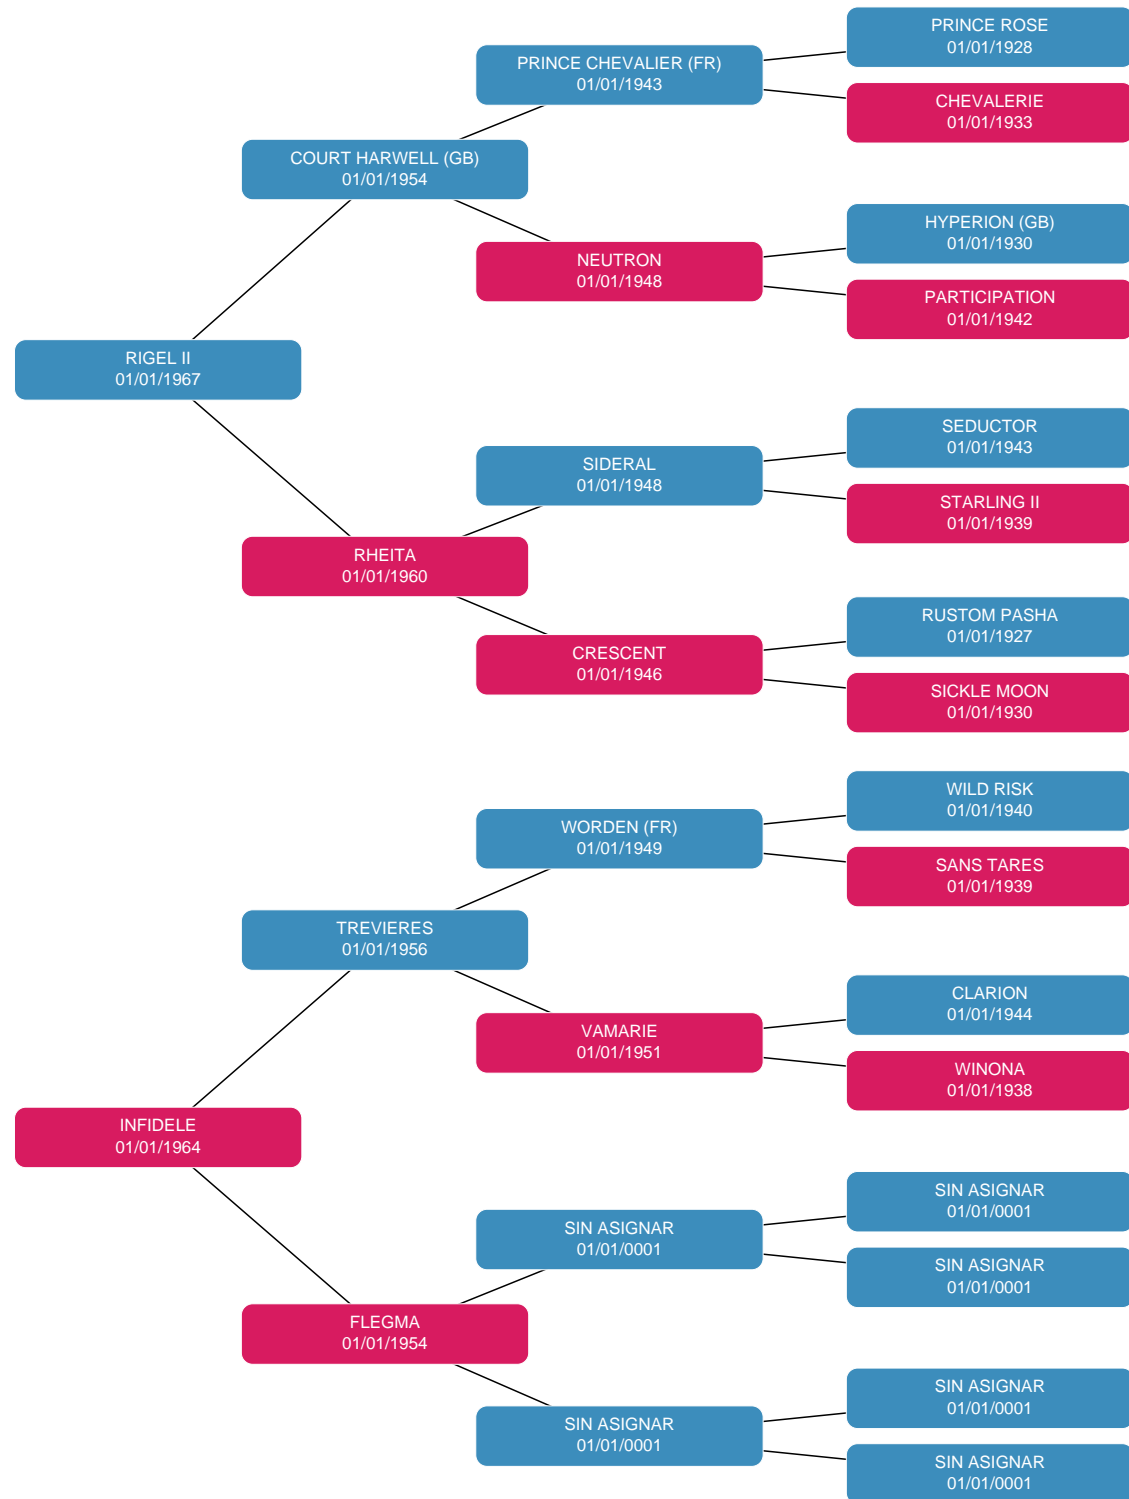 PRINCE ROSE
01/01/1928
PRINCE CHEVALIER (FR)
01/01/1943
CHEVALERIE
01/01/1933
COURT HARWELL (GB)
01/01/1954
HYPERION (GB)
01/01/1930
NEUTRON
01/01/1948
PARTICIPATION
01/01/1942
RIGEL II
01/01/1967
SEDUCTOR
01/01/1943
SIDERAL
01/01/1948
STARLING II
01/01/1939
RHEITA
01/01/1960
RUSTOM PASHA
01/01/1927
CRESCENT
01/01/1946
SICKLE MOON
01/01/1930
WILD RISK
01/01/1940
WORDEN (FR)
01/01/1949
SANS TARES
01/01/1939
TREVIERES
01/01/1956
CLARION
01/01/1944
VAMARIE
01/01/1951
WINONA
01/01/1938
INFIDELE
01/01/1964
SIN ASIGNAR
01/01/0001
SIN ASIGNAR
01/01/0001
SIN ASIGNAR
01/01/0001
FLEGMA
01/01/1954
SIN ASIGNAR
01/01/0001
SIN ASIGNAR
01/01/0001
SIN ASIGNAR
01/01/0001